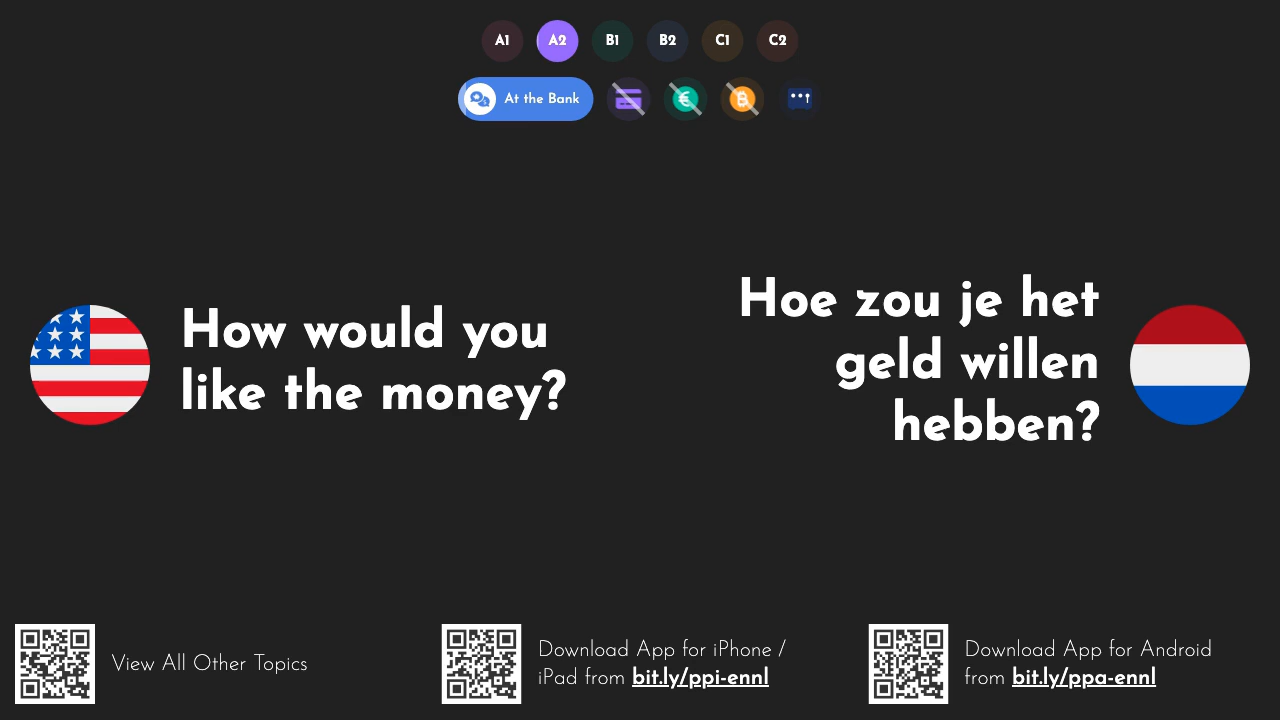 A1 A2 B1 B2 C1 C2
At the Bank
How would you
like the money?
Hoe zou je het
geld willen
hebben?
View All Other Topics
Download App for iPhone /
iPad from bit.ly/ppi-ennl
Download App for Android
from bit.ly/ppa-ennl